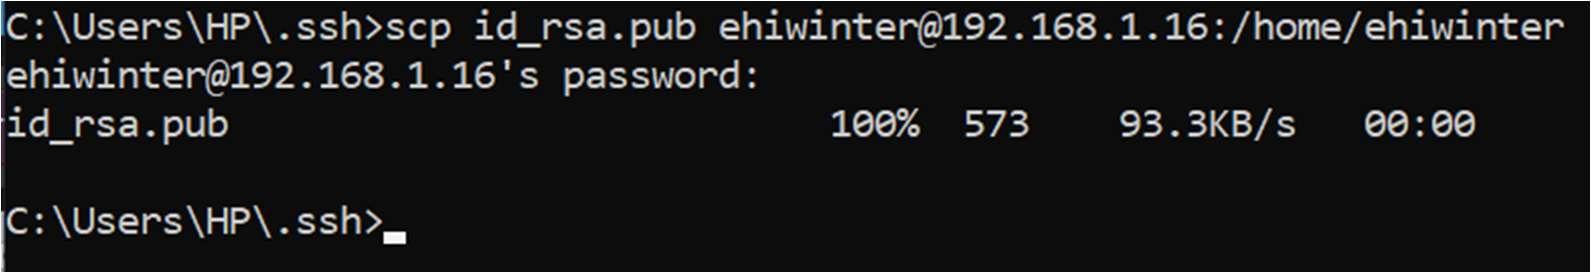 C:\Users\HP\.ssh>scp id_rsa.pub ehiwinter@192.168.1.16:/home/ehiwinter
ehiwinter@192.168.1.16's password:
id_rsa.pub 100% 573 93.3KB/s 00:00
C:\Users\HP\.ssh>